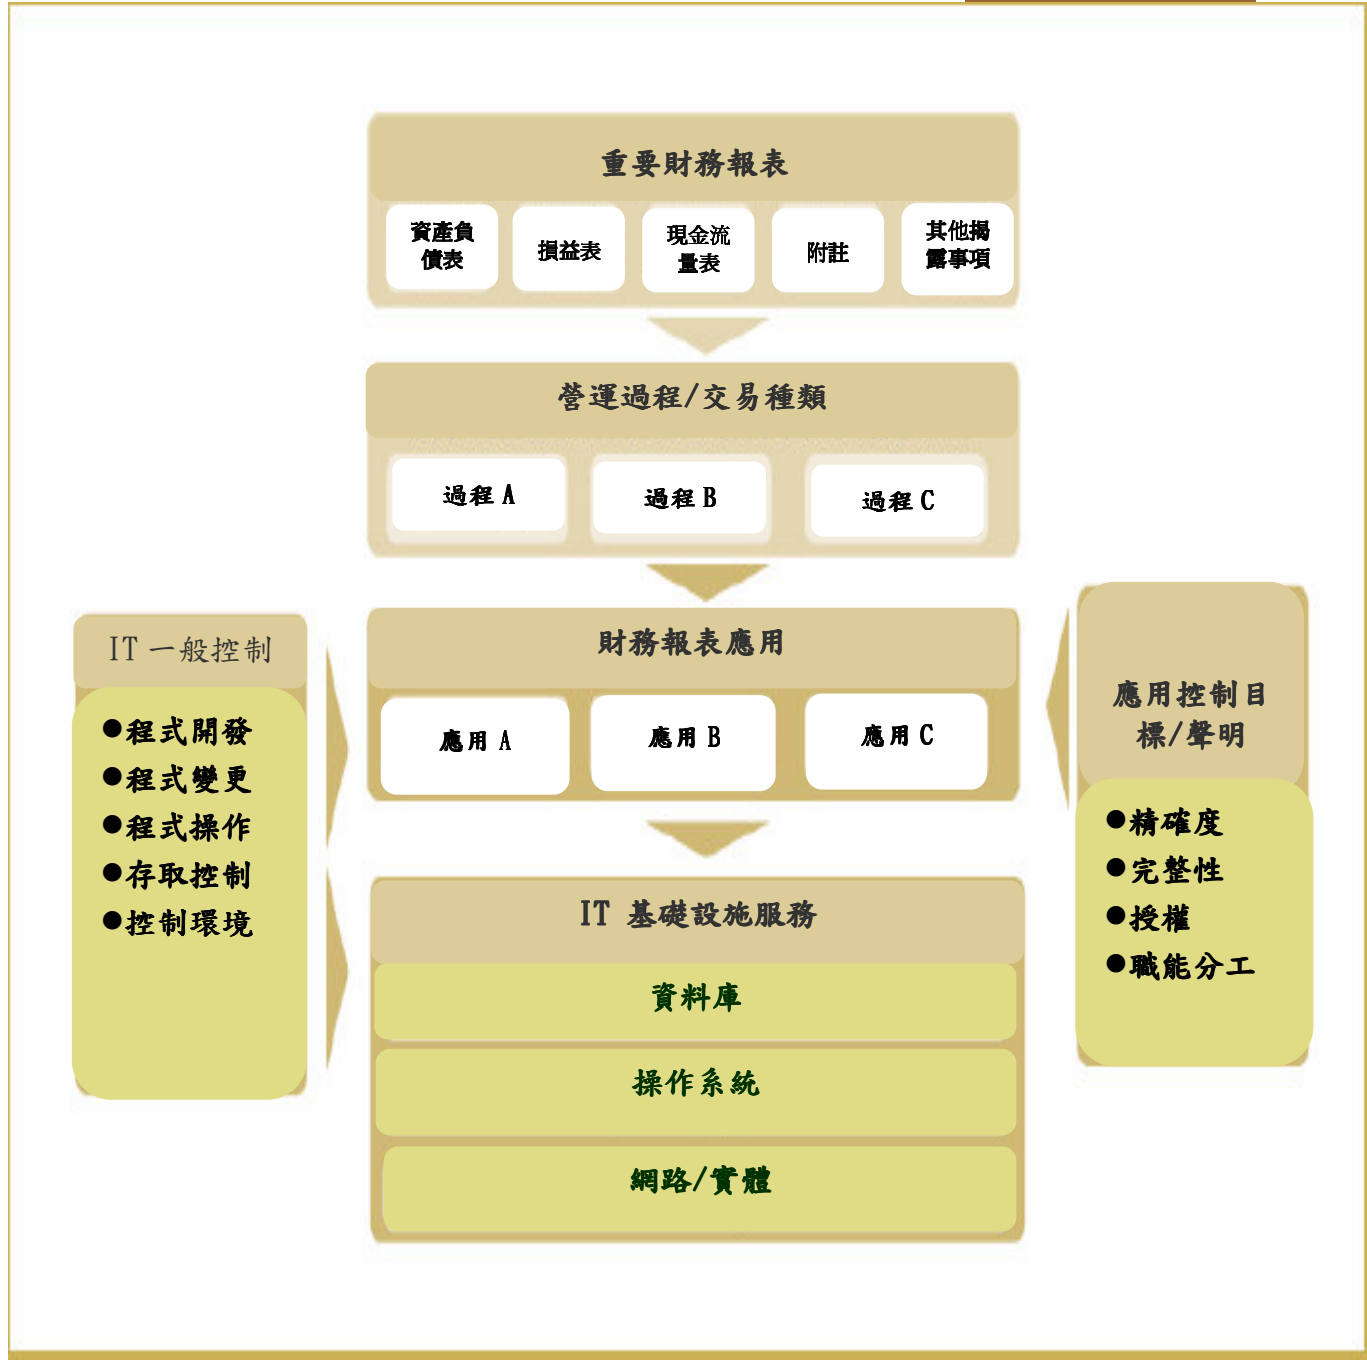 重要財務報表
資產負
債表
損益表
現金流
量表
附註
其他揭
露事項
營運過程/交易種類
過程 A
過程 B
過程 C
IT 一般控制
●程式開發
●程式變更
●程式操作
●存取控制
●控制環境
財務報表應用
應用 A
應用 B
應用 C
應用控制目
標/聲明
●精確度
●完整性
●授權
●職能分工
IT 基礎設施服務
資料庫
操作系統
網路/實體